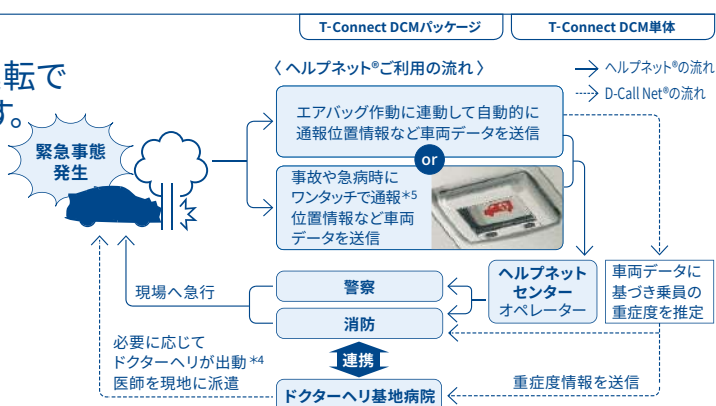 T-Connect DCMパッケージ
T-Connect DCM単体
転で
す。
〈 ヘルプネット®ご利用の流れ 〉
ヘルプネット®の流れ
D-Call Net®の流れ
緊急事態
発生
エアバッグ作動に連動して自動的に
通報位置情報など車両データを送信
or
事故や急病時に
ワンタッチで通報*5
位置情報など車両
データを送信
現場へ急行
警察
消防
ヘルプネット
センター
オペレーター
車両データに
基づき乗員の
重症度を推定
必要に応じて
ドクターヘリが出動*4
医師を現地に派遣
連携
ドクターヘリ基地病院
重症度情報を送信